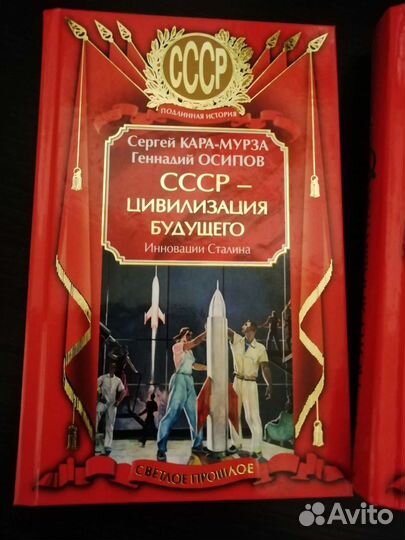 СССР
ПОДЛИННАЯ ИСТОРИЯ
Сергей КАРА-МУРЗА
Геннадий ОСИПОВ
СССР –
ЦИВИЛИЗАЦИЯ
БУДУЩЕГО
Инновации Сталина
СВЕТЛОЕ ПРОШЛОЕ
Avito